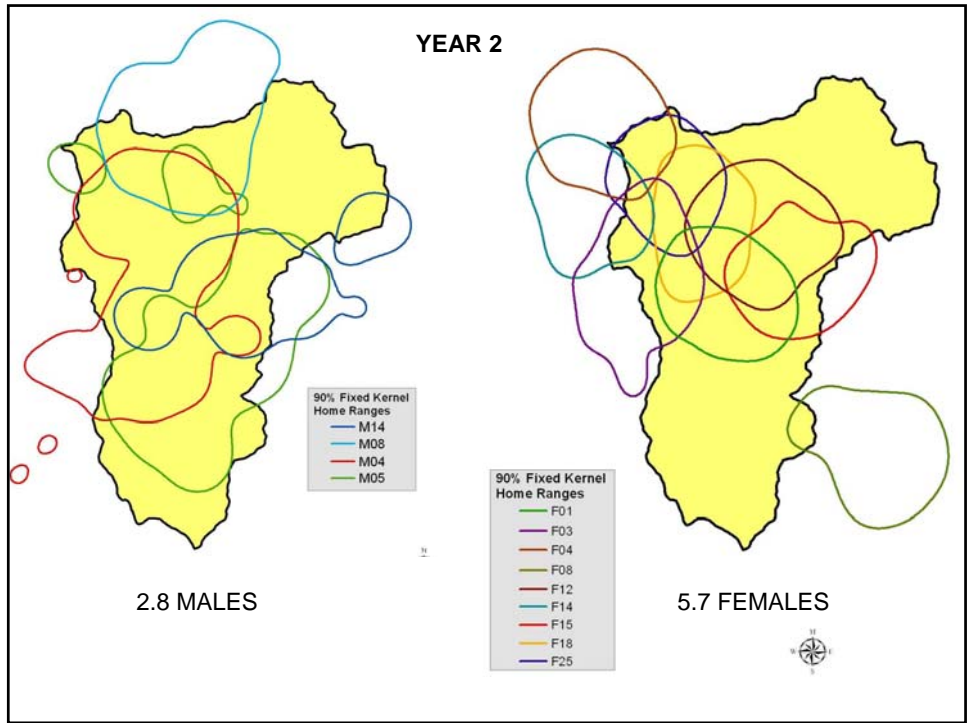 YEAR 2
90% Fixed Kernel
Home Ranges
M14
M08
M04
M05
N
2.8 MALES
90% Fixed Kernel
Home Ranges
F01
F03
F04
F08
F12
F14
F15
F18
F25
5.7 FEMALES
W E
S